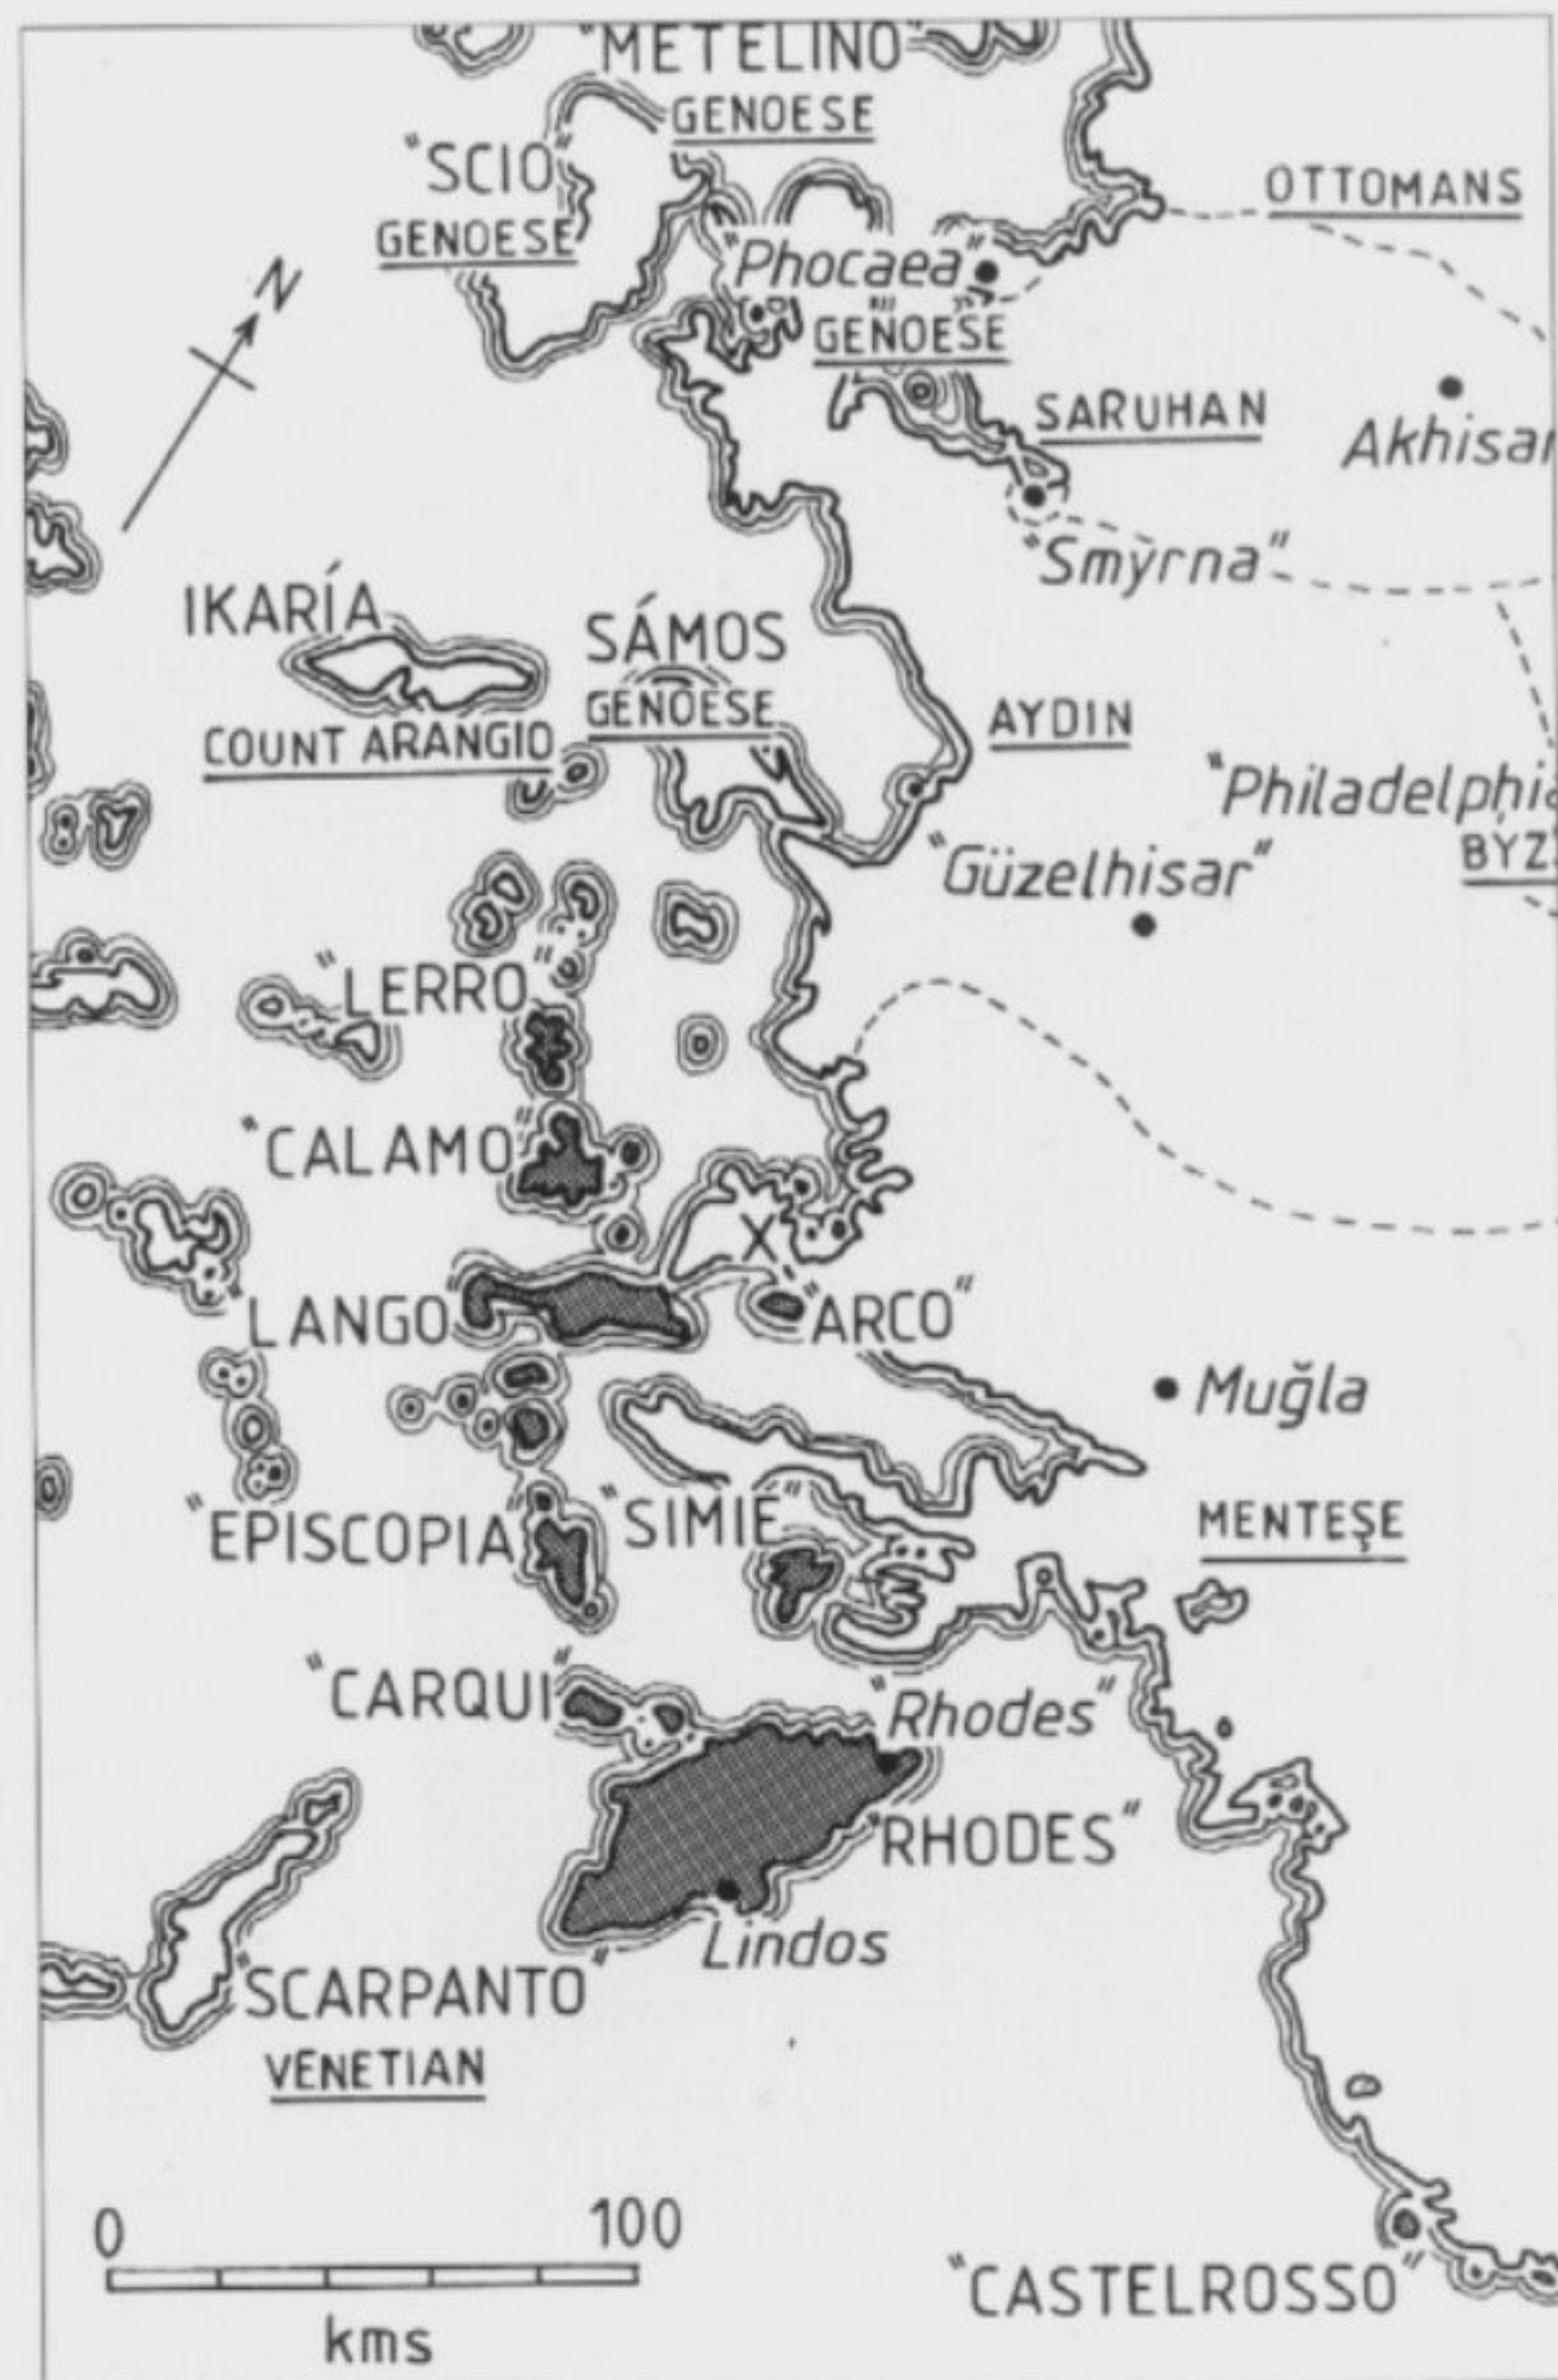 "METELINO"
GENOESE
"SCIO"
GENOESE
OTTOMANS
N
"Phocaea"
GENOESE
SARUHAN
Akhisar
"Smyrna"
IKARÍA
SÁMOS
GENOESE
COUNT ARANGIO
AYDIN
"Philadelphia
BYZ
"Güzelhisar"
"LERRO"
"CALAMO"
X
"LANGO"
"ARCO"
Muğla
"EPISCOPIA"
"SIMIE"
MENTEŞE
"CARQUI"
"Rhodes"
"RHODES"
Lindos
"SCARPANTO"
VENETIAN
0 100
kms
"CASTELROSSO"